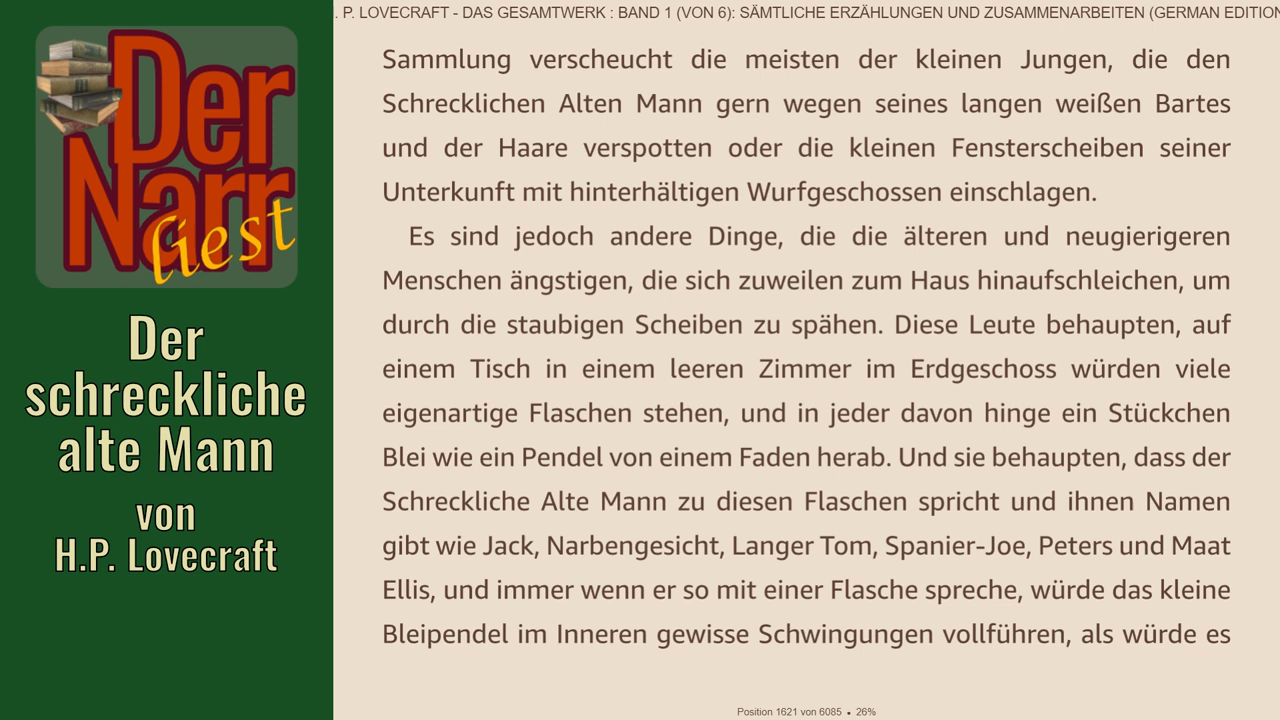 Der
Narr
liest
Der
schreckliche
alte Mann
von
H.P. Lovecraft
. P. LOVECRAFT - DAS GESAMTWERK : BAND 1 (VON 6): SÄMTLICHE ERZÄHLUNGEN UND ZUSAMMENARBEITEN (GERMAN EDITION
Sammlung verscheucht die meisten der kleinen Jungen, die den
Schrecklichen Alten Mann gern wegen seines langen weißen Bartes
und der Haare verspotten oder die kleinen Fensterscheiben seiner
Unterkunft mit hinterhältigen Wurfgeschossen einschlagen.
Es sind jedoch andere Dinge, die die älteren und neugierigeren
Menschen ängstigen, die sich zuweilen zum Haus hinaufschleichen, um
durch die staubigen Scheiben zu spähen. Diese Leute behaupten, auf
einem Tisch in einem leeren Zimmer im Erdgeschoss würden viele
eigenartige Flaschen stehen, und in jeder davon hinge ein Stückchen
Blei wie ein Pendel von einem Faden herab. Und sie behaupten, dass der
Schreckliche Alte Mann zu diesen Flaschen spricht und ihnen Namen
gibt wie Jack, Narbengesicht, Langer Tom, Spanier-Joe, Peters und Maat
Ellis, und immer wenn er so mit einer Flasche spreche, würde das kleine
Bleipendel im Inneren gewisse Schwingungen vollführen, als würde es
Position 1621 von 6085 • 26%